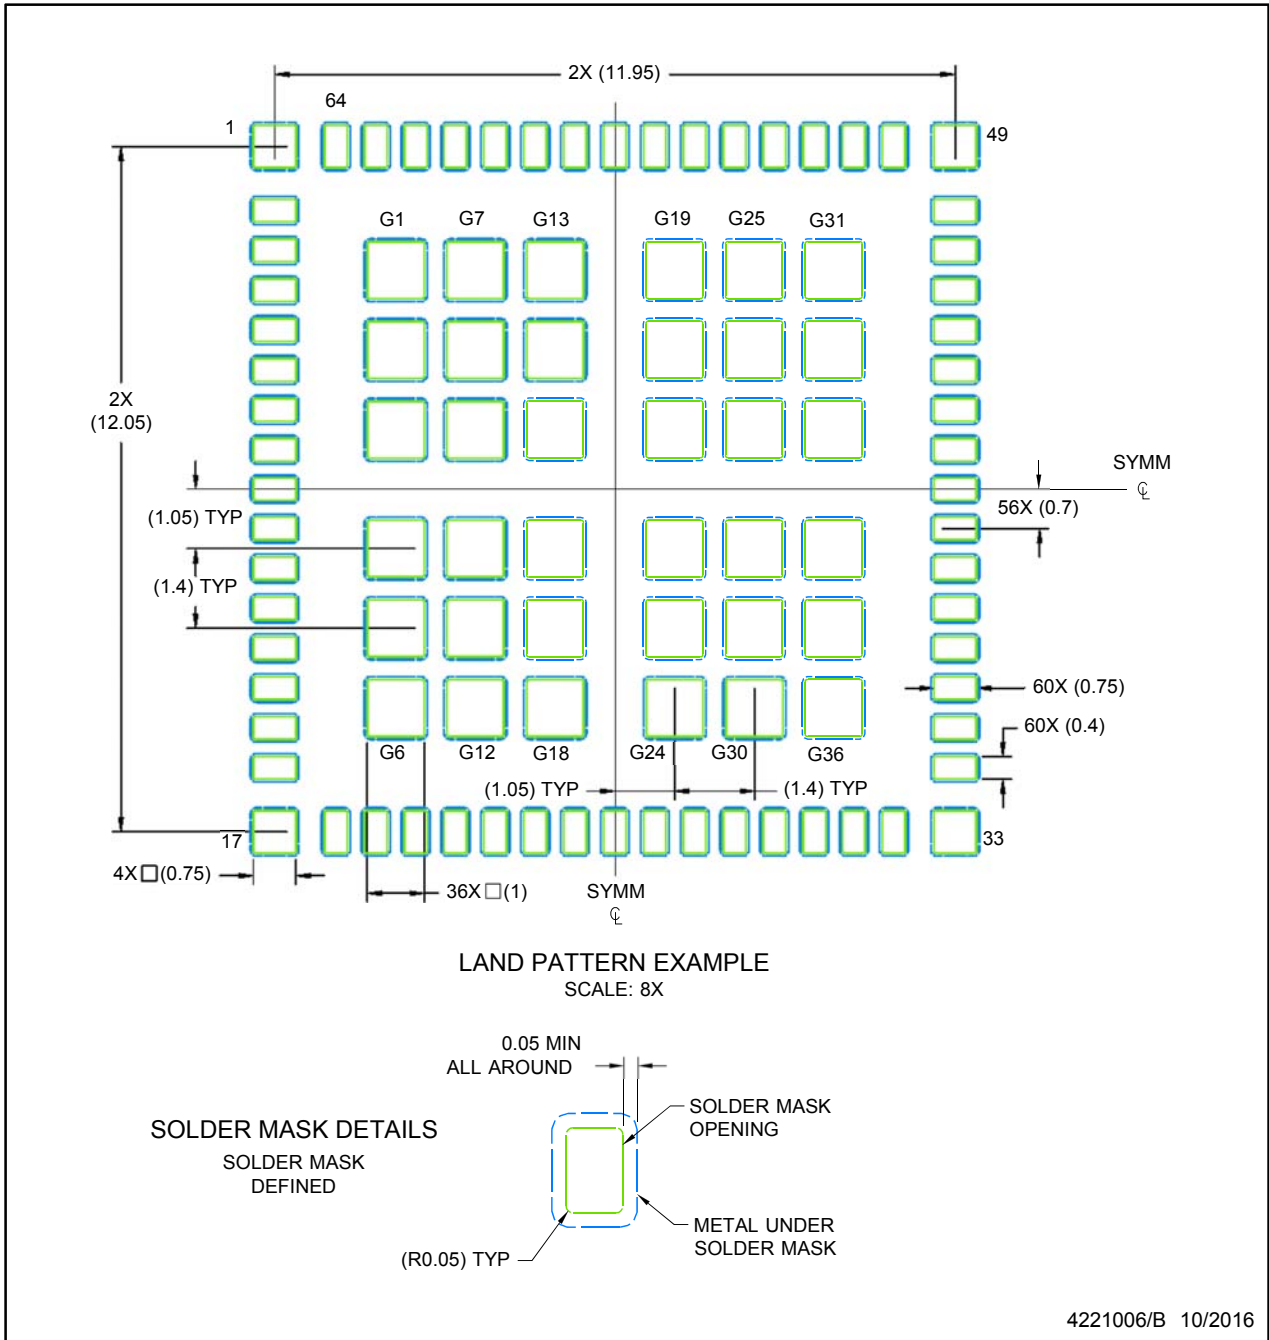 2X (11.95)
64
1
49
G1
G7
G13
G19
G25
G31
2X
(12.05)
SYMM
℄
(1.05) TYP
56X (0.7)
(1.4) TYP
60X (0.75)
60X (0.4)
G6
G12
G18
G24
G30
G36
(1.05) TYP
(1.4) TYP
17
33
4X □ (0.75)
36X □ (1)
SYMM
℄
LAND PATTERN EXAMPLE
SCALE: 8X
0.05 MIN
ALL AROUND
SOLDER MASK
OPENING
SOLDER MASK DETAILS
SOLDER MASK
DEFINED
METAL UNDER
SOLDER MASK
(R0.05) TYP
4221006/B 10/2016